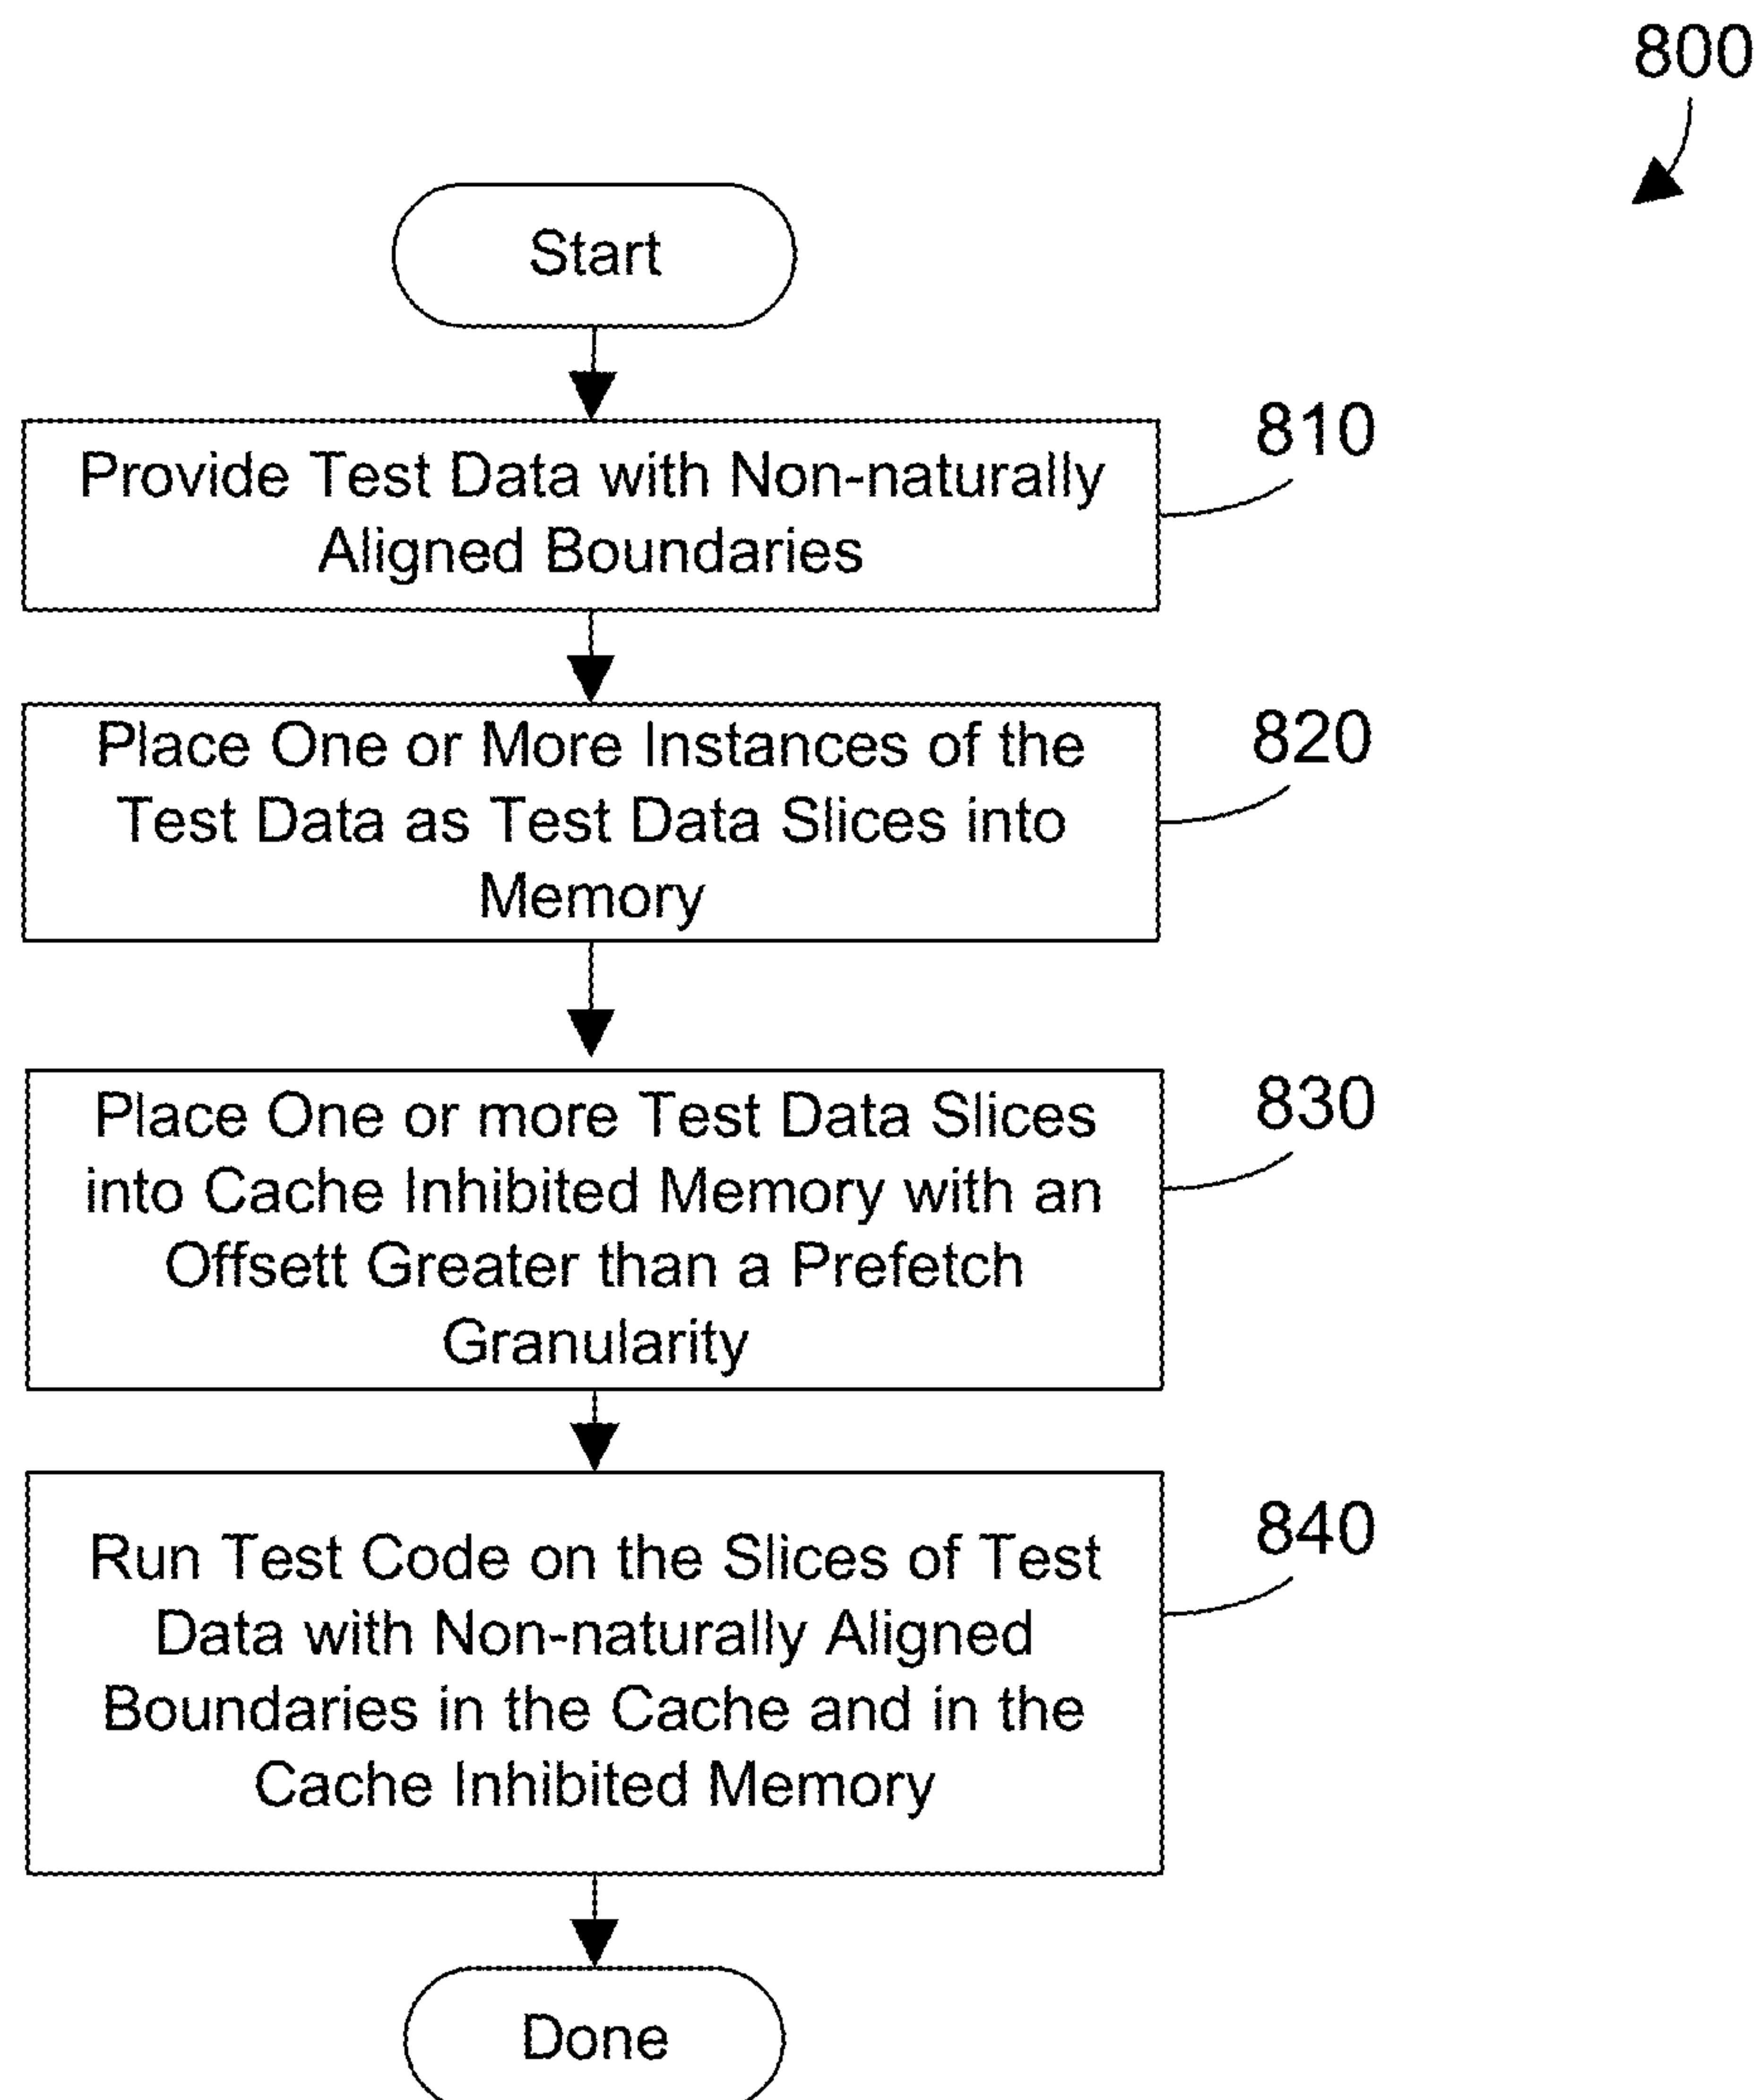 800
Start
Provide Test Data with Non-naturally
Aligned Boundaries
810
Place One or More Instances of the
Test Data as Test Data Slices into
Memory
820
Place One or more Test Data Slices
into Cache Inhibited Memory with an
Offsett Greater than a Prefetch
Granularity
830
Run Test Code on the Slices of Test
Data with Non-naturally Aligned
Boundaries in the Cache and in the
Cache Inhibited Memory
840
Done